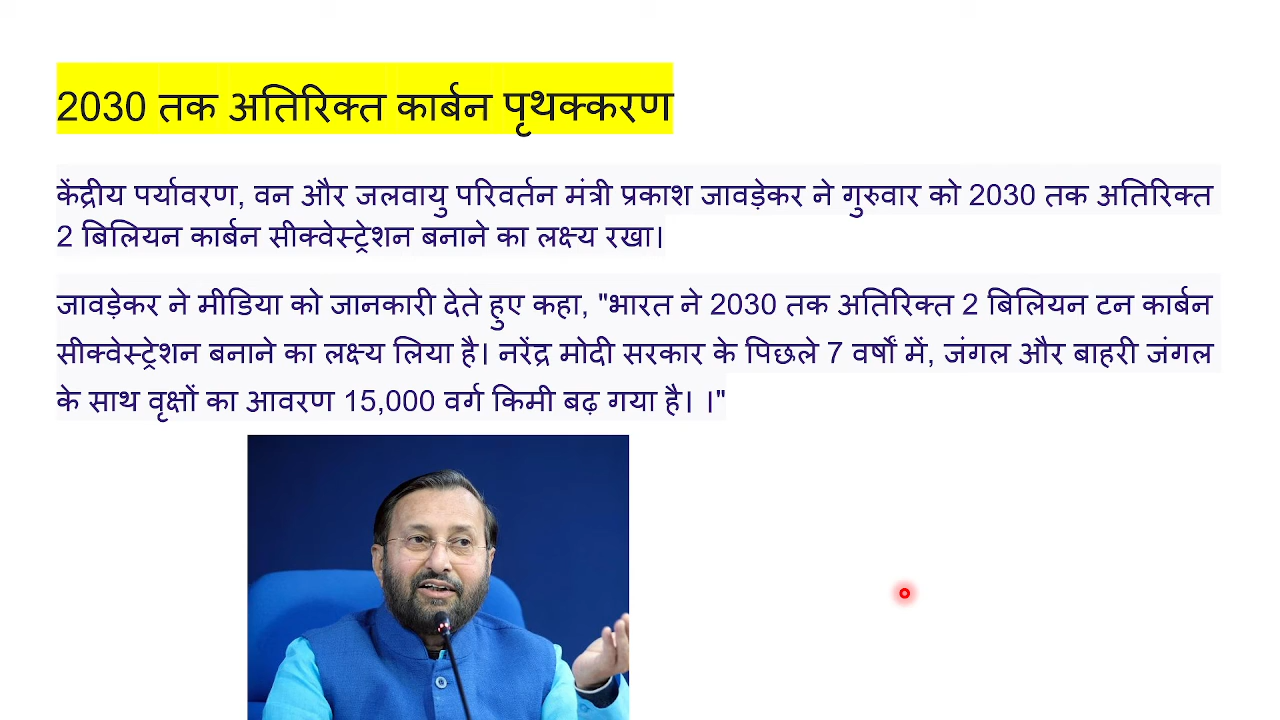 2030 तक अतिरिक्त कार्बन पृथक्करण
केंद्रीय पर्यावरण, वन और जलवायु परिवर्तन मंत्री प्रकाश जावड़ेकर ने गुरुवार को 2030 तक अतिरिक्त
2 बिलियन कार्बन सीक्वेस्ट्रेशन बनाने का लक्ष्य रखा।
जावड़ेकर ने मीडिया को जानकारी देते हुए कहा, "भारत ने 2030 तक अतिरिक्त 2 बिलियन टन कार्बन
सीक्वेस्ट्रेशन बनाने का लक्ष्य लिया है। नरेंद्र मोदी सरकार के पिछले 7 वर्षों में, जंगल और बाहरी जंगल
के साथ वृक्षों का आवरण 15,000 वर्ग किमी बढ़ गया है। ।"